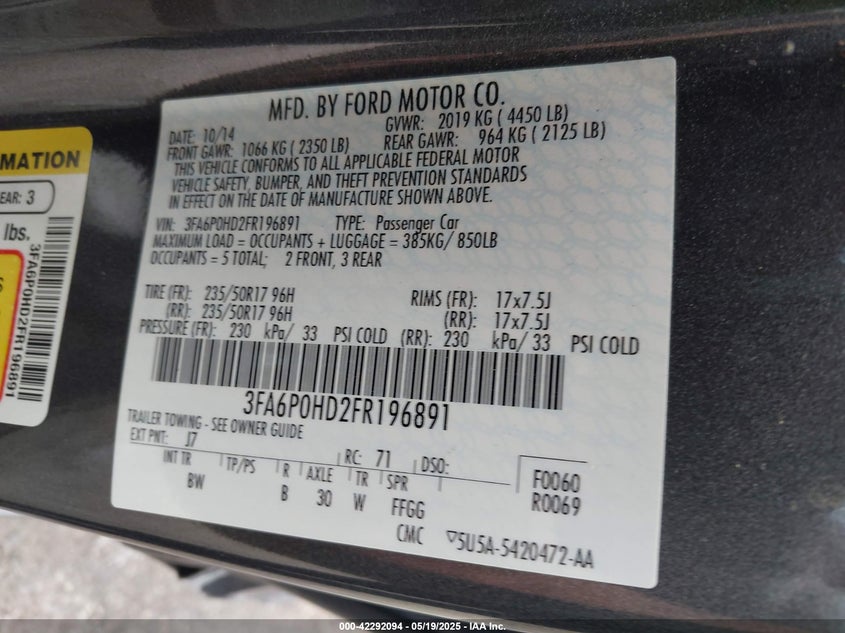 MFD. BY FORD MOTOR CO.
DATE: 10/14 GVWR: 2019 KG ( 4450 LB)
FRONT GAWR: 1066 KG ( 2350 LB) REAR GAWR: 964 KG ( 2125 LB)
THIS VEHICLE CONFORMS TO ALL APPLICABLE FEDERAL MOTOR
VEHICLE SAFETY, BUMPER, AND THEFT PREVENTION STANDARDS
IN EFFECT ON THE DATE OF MANUFACTURE SHOWN ABOVE.
VIN: 3FA6P0HD2FR196891 TYPE: Passenger Car
MAXIMUM LOAD = OCCUPANTS + LUGGAGE = 385KG/ 850LB
OCCUPANTS = 5 TOTAL; 2 FRONT, 3 REAR
TIRE (FR): 235/50R17 96H RIMS (FR): 17x7.5J
(RR): 235/50R17 96H (RR): 17x7.5J
PRESSURE (FR): 230 kPa/ 33 PSI COLD (RR): 230 kPa/ 33 PSI COLD
3FA6P0HD2FR196891
TRAILER TOWING - SEE OWNER GUIDE
EXT PNT: J7 RC: 71 DSO: F0060
INT TR TP/PS R AXLE TR SPR R0069
BW B 30 W FFGG
CMC ▽5U5A-5420472-AA
MATION
EAR: 3
lbs.
3FA6P0HD2FR196891
000-42292094 - 05/19/2025 - IAAI, Inc.